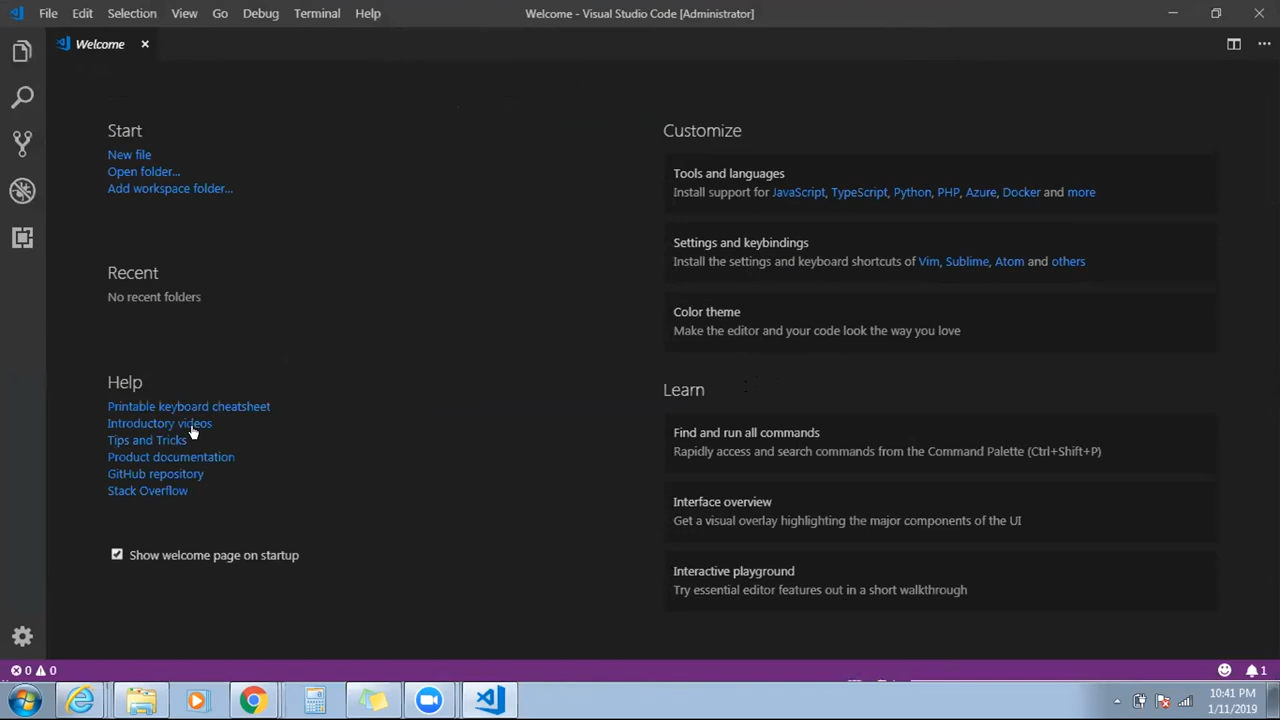 File Edit Selection View Go Debug Terminal Help
Welcome - Visual Studio Code [Administrator]
Welcome
Start
New file
Open folder...
Add workspace folder...
Recent
No recent folders
Help
Printable keyboard cheatsheet
Introductory videos
Tips and Tricks
Product documentation
GitHub repository
Stack Overflow
Show welcome page on startup
Customize
Tools and languages
Install support for JavaScript, TypeScript, Python, PHP, Azure, Docker and more
Settings and keybindings
Install the settings and keyboard shortcuts of Vim, Sublime, Atom and others
Color theme
Make the editor and your code look the way you love
Learn
Find and run all commands
Rapidly access and search commands from the Command Palette (Ctrl+Shift+P)
Interface overview
Get a visual overlay highlighting the major components of the UI
Interactive playground
Try essential editor features out in a short walkthrough
0 0
1
10:41 PM
1/11/2019